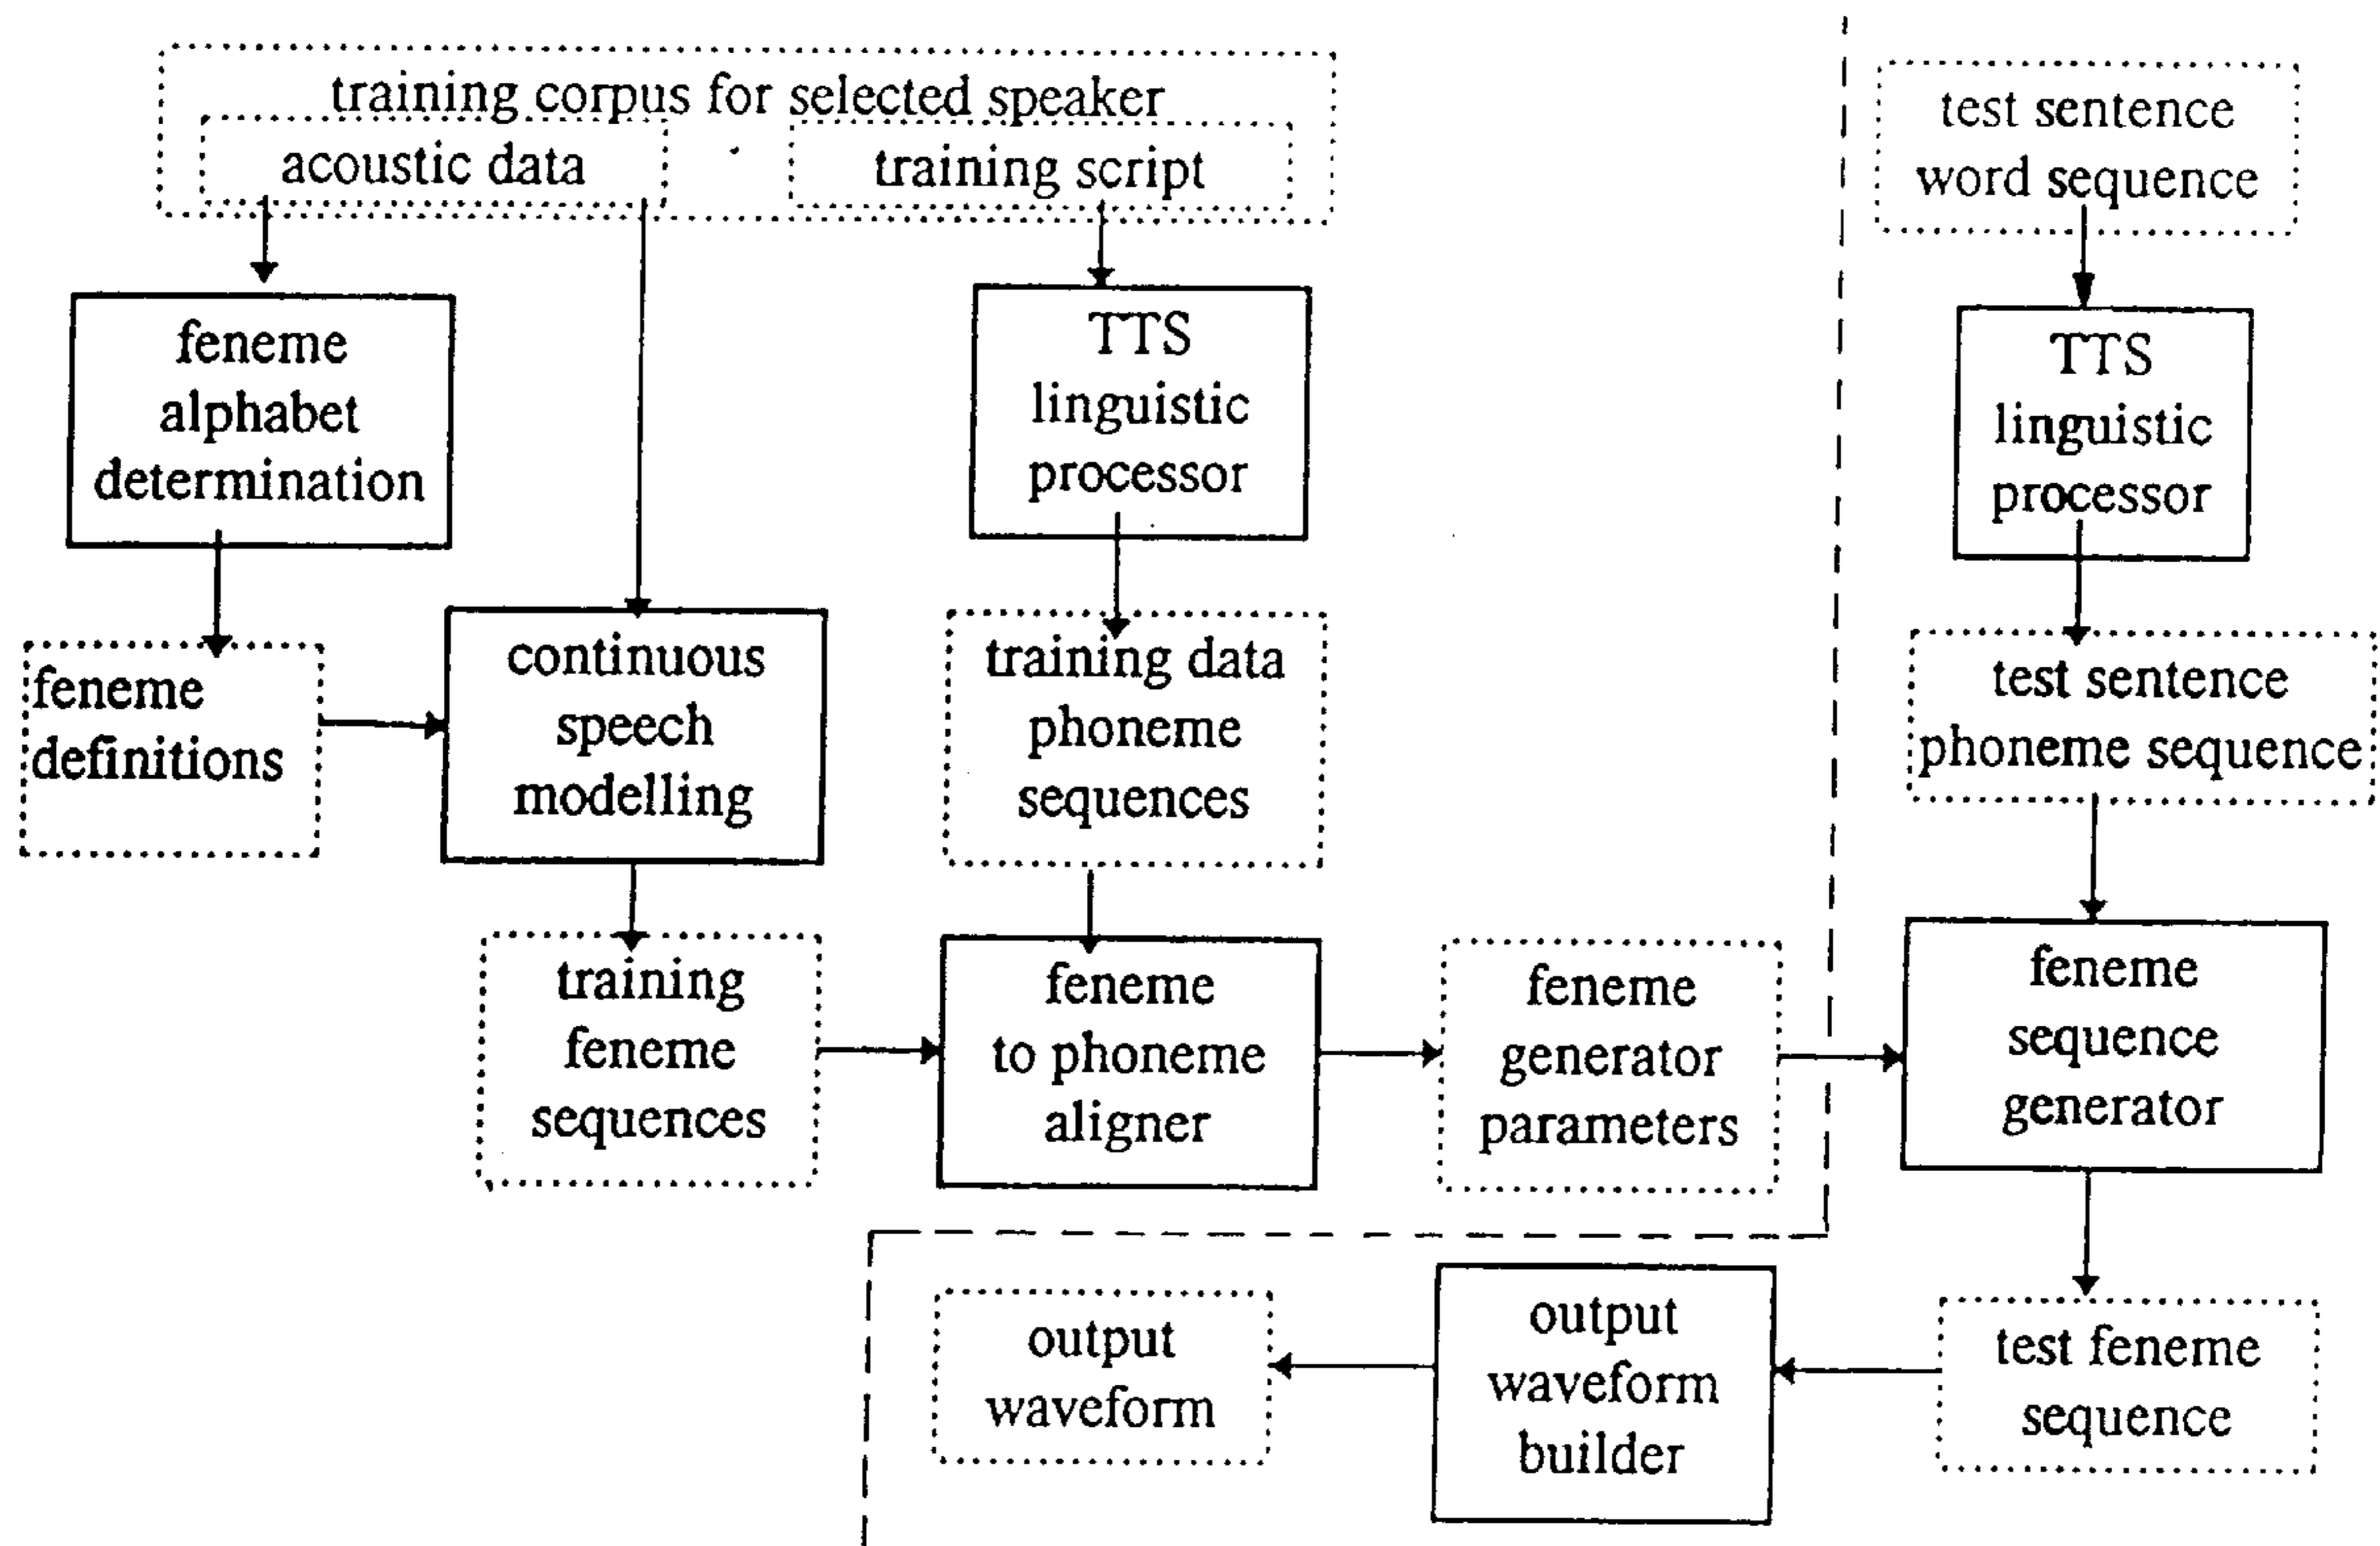 training corpus for selected speaker
acoustic data
training script
test sentence
word sequence
feneme
alphabet
determination
TTS
linguistic
processor
TTS
linguistic
processor
feneme
definitions
continuous
speech
modelling
training data
phoneme
sequences
test sentence
phoneme sequence
training
feneme
sequences
feneme
to phoneme
aligner
feneme
generator
parameters
feneme
sequence
generator
output
waveform
output
waveform
builder
test feneme
sequence